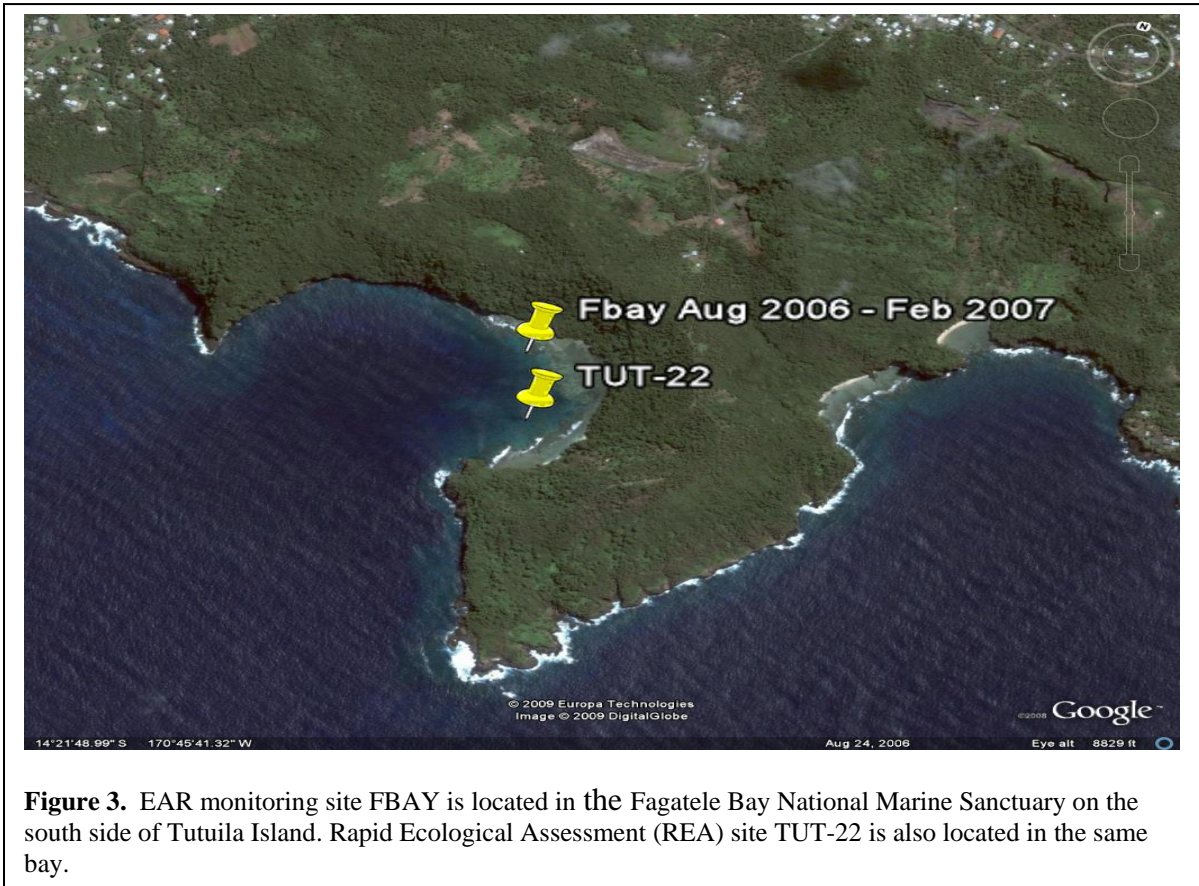 N
Fbay Aug 2006 - Feb 2007
TUT-22
© 2009 Europa Technologies
Image © 2009 DigitalGlobe
©2008 Google™
14°21'48.99" S 170°45'41.32" W Aug 24, 2006 Eye alt 8829 ft
Figure 3. EAR monitoring site FBAY is located in the Fagatele Bay National Marine Sanctuary on the
south side of Tutuila Island. Rapid Ecological Assessment (REA) site TUT-22 is also located in the same
bay.